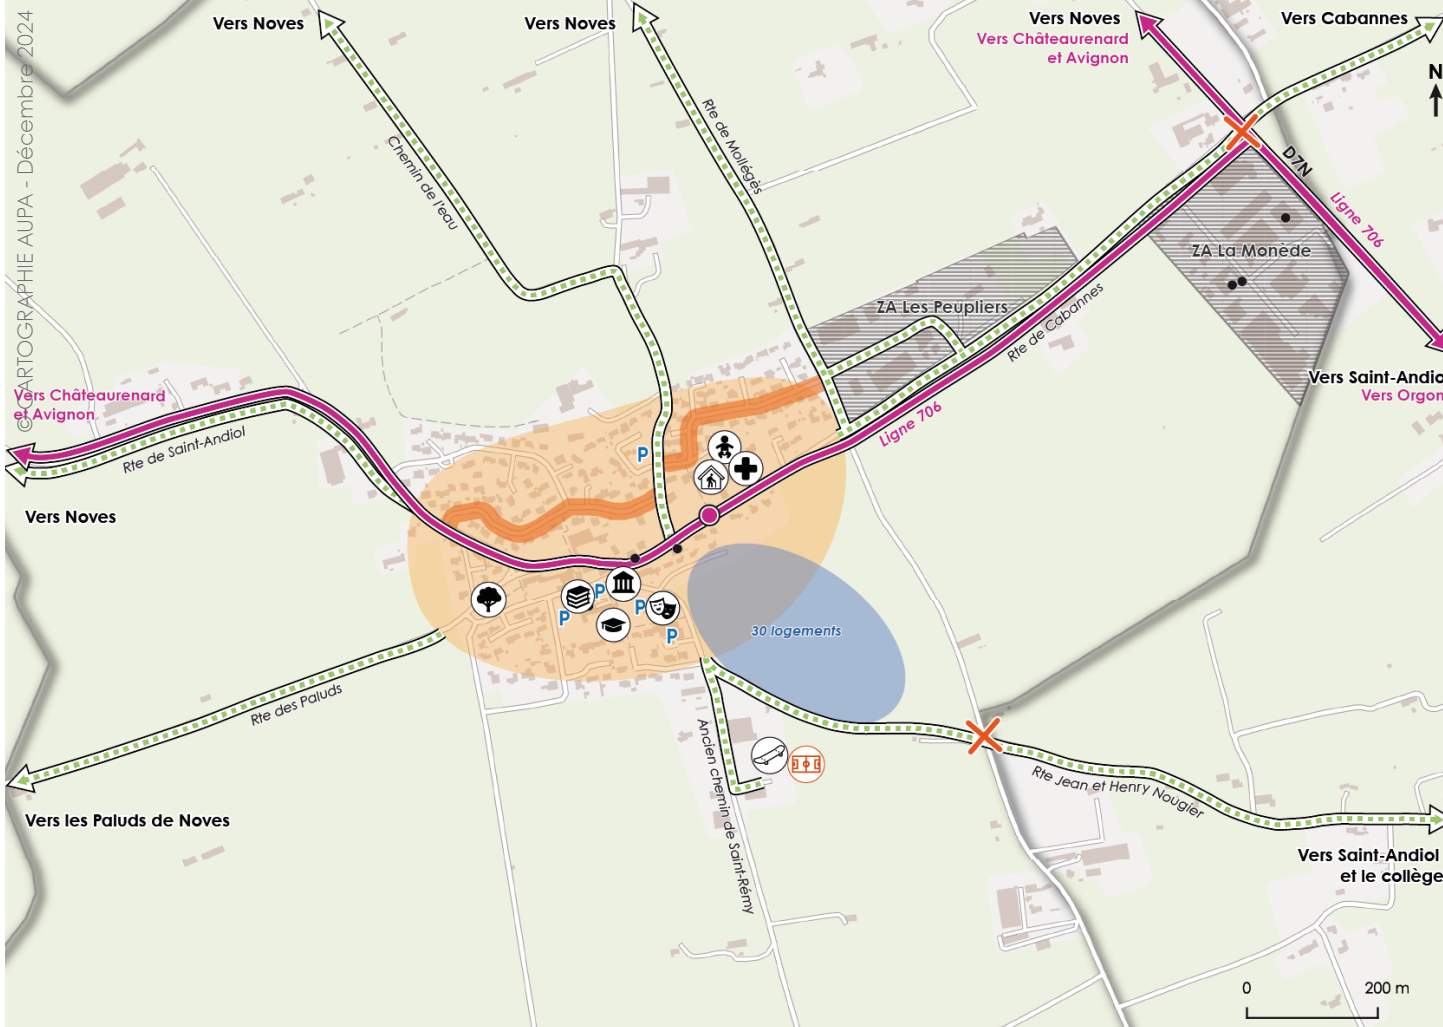 Vers Noves
Vers Noves
Vers Noves
Vers Châteaurenard
et Avignon
Vers Cabannes
N
©CARTOGRAPHIE AUPA - Décembre 2024
Chemin de l'eau
Rte de Mollégès
D7N
Ligne 706
ZA La Monède
ZA Les Peupliers
Rte de Cabannes
Vers Saint-Andio
Vers Orgon
Vers Châteaurenard
et Avignon
Rte de Saint-Andiol
Ligne 706
P
Vers Noves
P
P
P
P
30 logements
Rte des Paluds
Ancien chemin de Saint-Rémy
Rte Jean et Henry Nougier
Vers les Paluds de Noves
Vers Saint-Andiol
et le collège
0
200 m